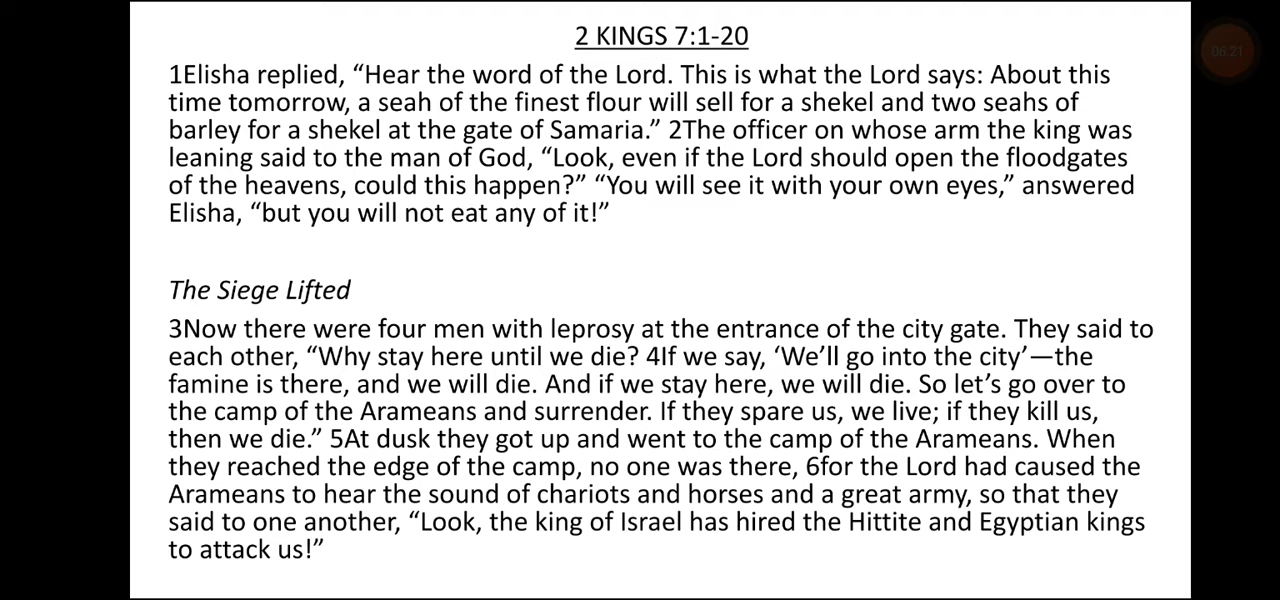 2 KINGS 7:1-20
06:21
1Elisha replied, “Hear the word of the Lord. This is what the Lord says: About this
time tomorrow, a seah of the finest flour will sell for a shekel and two seahs of
barley for a shekel at the gate of Samaria.” 2The officer on whose arm the king was
leaning said to the man of God, “Look, even if the Lord should open the floodgates
of the heavens, could this happen?” “You will see it with your own eyes,” answered
Elisha, “but you will not eat any of it!”
The Siege Lifted
3Now there were four men with leprosy at the entrance of the city gate. They said to
each other, “Why stay here until we die? 4If we say, ‘We’ll go into the city’—the
famine is there, and we will die. And if we stay here, we will die. So let’s go over to
the camp of the Arameans and surrender. If they spare us, we live; if they kill us,
then we die.” 5At dusk they got up and went to the camp of the Arameans. When
they reached the edge of the camp, no one was there, 6for the Lord had caused the
Arameans to hear the sound of chariots and horses and a great army, so that they
said to one another, “Look, the king of Israel has hired the Hittite and Egyptian kings
to attack us!”